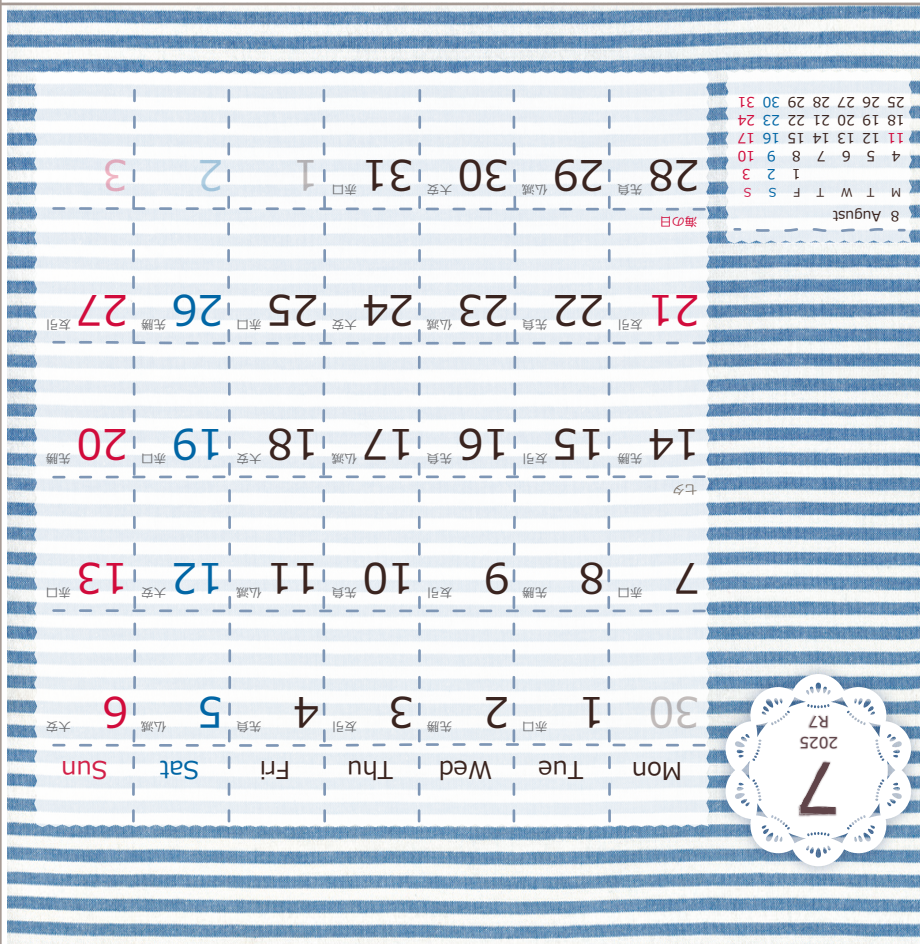 7
2025
R7
Mon Tue Wed Thu Fri Sat Sun
30 1 赤口 2 先勝 3 友引 4 先負 5 仏滅 6 大安
7 赤口 8 先勝 9 友引 10 先負 11 仏滅 12 大安 13 赤口
七夕
14 先勝 15 友引 16 先負 17 仏滅 18 大安 19 赤口 20 先勝
21 友引 22 先負 23 仏滅 24 大安 25 赤口 26 先勝 27 友引
海の日
28 先負 29 仏滅 30 大安 31 赤口 1 2 3
8 August
M T W T F S S
1 2 3
4 5 6 7 8 9 10
11 12 13 14 15 16 17
18 19 20 21 22 23 24
25 26 27 28 29 30 31